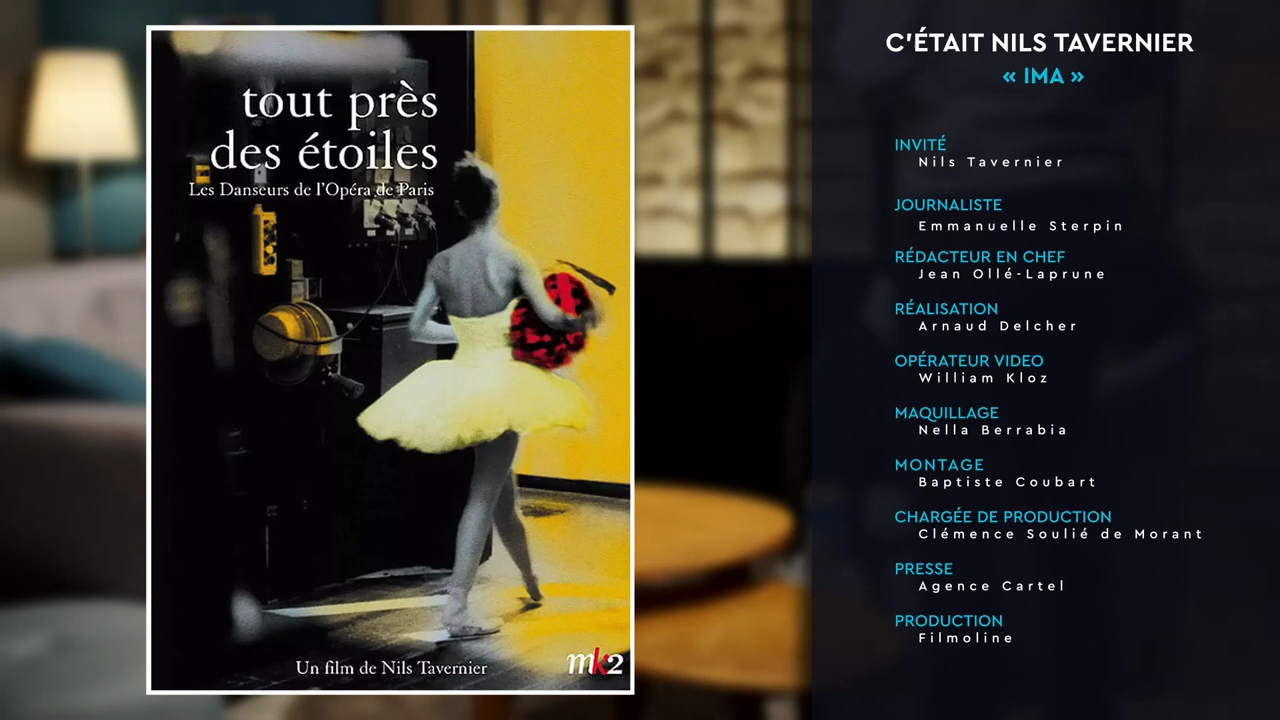 tout près
des étoiles
Les Danseurs de l'Opéra de Paris
Un film de Nils Tavernier
mk2
C'ÉTAIT NILS TAVERNIER
« IMA »
INVITÉ
Nils Tavernier
JOURNALISTE
Emmanuelle Sterpin
RÉDACTEUR EN CHEF
Jean Ollé-Laprune
RÉALISATION
Arnaud Delcher
OPÉRATEUR VIDEO
William Kloz
MAQUILLAGE
Nella Berrabia
MONTAGE
Baptiste Coubart
CHARGÉE DE PRODUCTION
Clémence Soulié de Morant
PRESSE
Agence Cartel
PRODUCTION
Filmoline